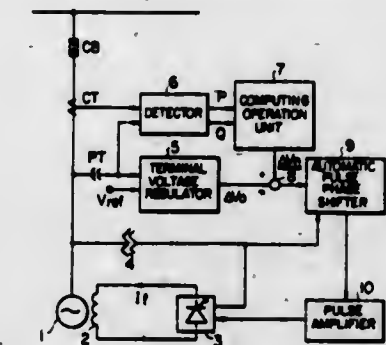 CB
6
7
CT
DETECTOR
P
Q
COMPUTING
OPERATION
UNIT
9
PT
5
TERMINAL
VOLTAGE
REGULATOR
Vref
ΔVb
AUTOMATIC
PULSE
PHASE
SHIFTER
4
If
10
1
2
3
PULSE
AMPLIFIER